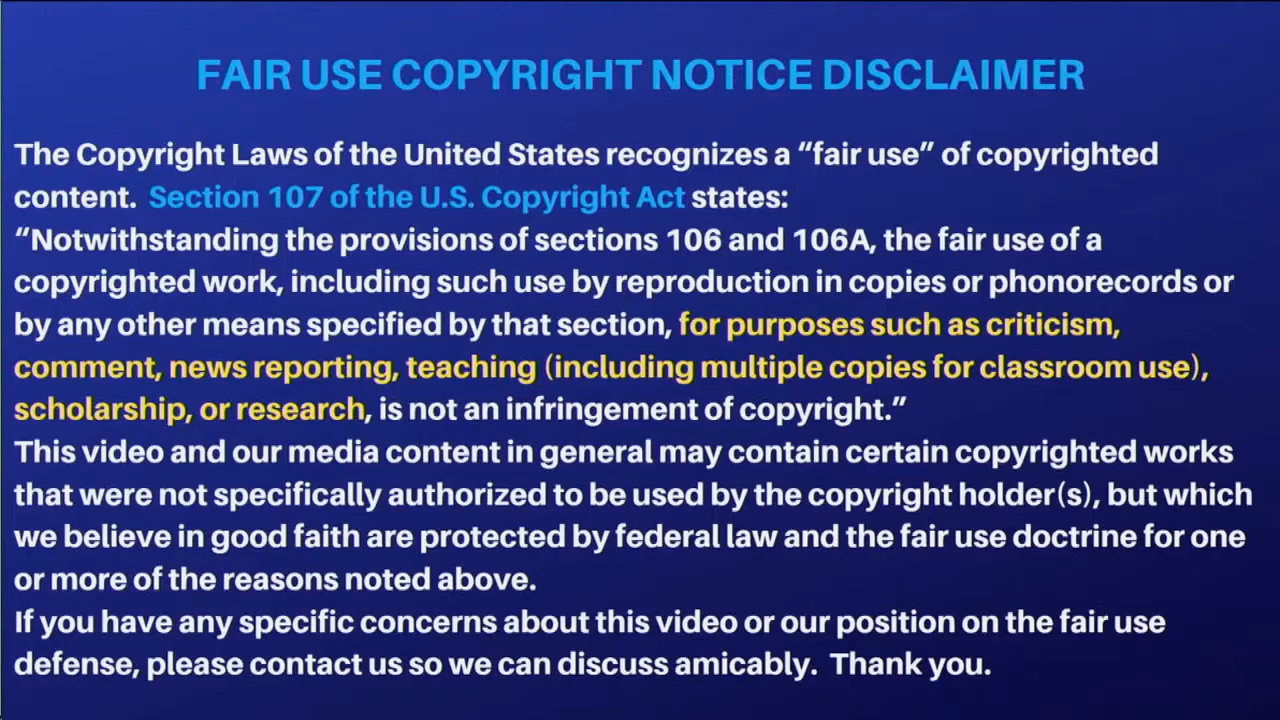 FAIR USE COPYRIGHT NOTICE DISCLAIMER
The Copyright Laws of the United States recognizes a “fair use” of copyrighted
content.  Section 107 of the U.S. Copyright Act states:
“Notwithstanding the provisions of sections 106 and 106A, the fair use of a
copyrighted work, including such use by reproduction in copies or phonorecords or
by any other means specified by that section, for purposes such as criticism,
comment, news reporting, teaching (including multiple copies for classroom use),
scholarship, or research, is not an infringement of copyright.”
This video and our media content in general may contain certain copyrighted works
that were not specifically authorized to be used by the copyright holder(s), but which
we believe in good faith are protected by federal law and the fair use doctrine for one
or more of the reasons noted above.
If you have any specific concerns about this video or our position on the fair use
defense, please contact us so we can discuss amicably.  Thank you.